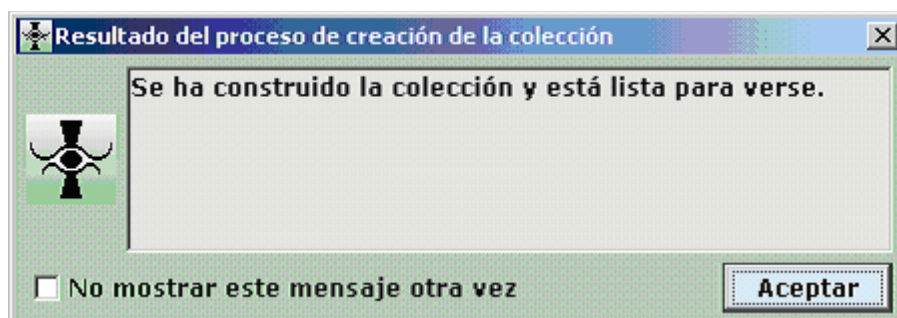 Resultado del proceso de creación de la colección
Se ha construido la colección y está lista para verse.
No mostrar este mensaje otra vez
Aceptar